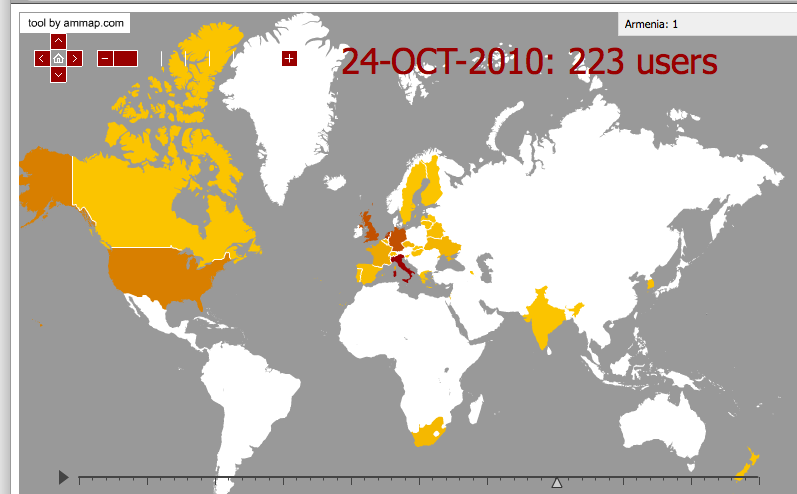 tool by ammap.com
Armenia: 1
24-OCT-2010: 223 users